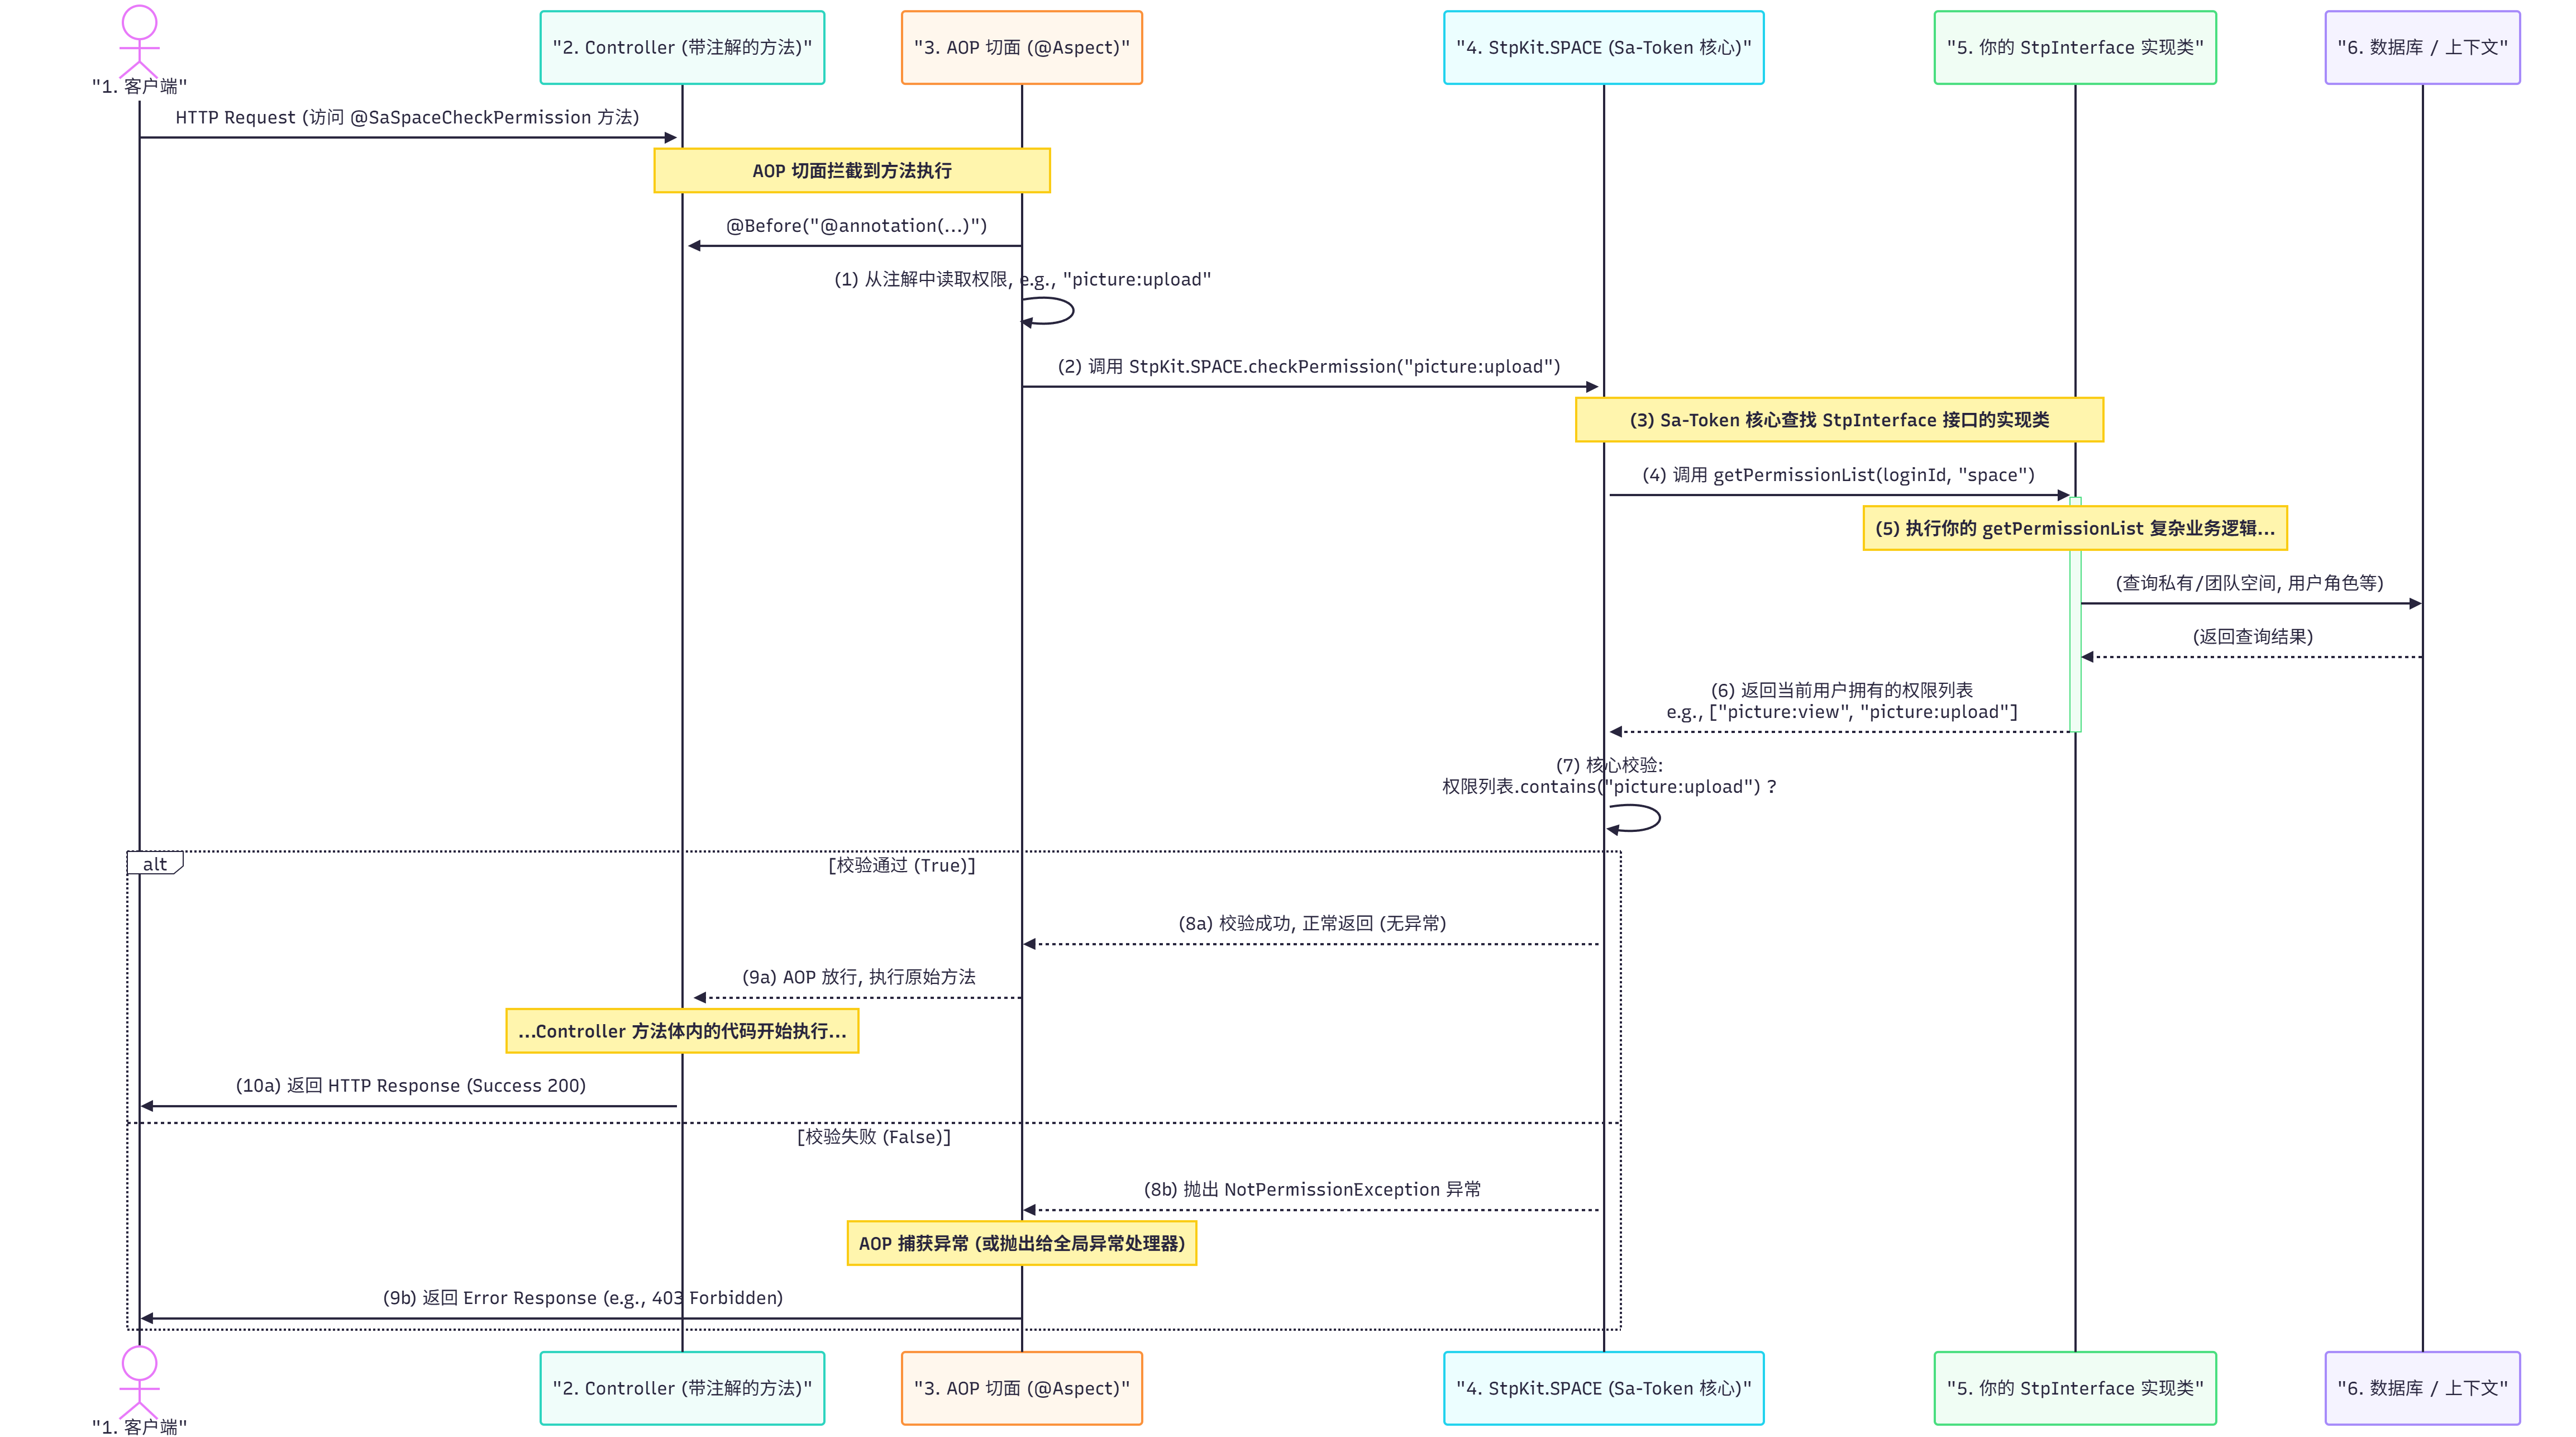 "1. 客户端"
"2. Controller (带注解的方法)"
"3. AOP 切面 (@Aspect)"
"4. StpKit.SPACE (Sa-Token 核心)"
"5. 你的 StpInterface 实现类"
"6. 数据库 / 上下文"
HTTP Request (访问 @SaSpaceCheckPermission 方法)
AOP 切面拦截到方法执行
@Before("@annotation(...)")
(1) 从注解中读取权限, e.g., "picture:upload"
(2) 调用 StpKit.SPACE.checkPermission("picture:upload")
(3) Sa-Token 核心查找 StpInterface 接口的实现类
(4) 调用 getPermissionList(loginId, "space")
(5) 执行你的 getPermissionList 复杂业务逻辑...
(查询私有/团队空间, 用户角色等)
(返回查询结果)
(6) 返回当前用户拥有的权限列表
e.g., ["picture:view", "picture:upload"]
(7) 核心校验:
权限列表.contains("picture:upload") ?
alt
[校验通过 (True)]
(8a) 校验成功, 正常返回 (无异常)
(9a) AOP 放行, 执行原始方法
...Controller 方法体内的代码开始执行...
(10a) 返回 HTTP Response (Success 200)
[校验失败 (False)]
(8b) 抛出 NotPermissionException 异常
AOP 捕获异常 (或抛出给全局异常处理器)
(9b) 返回 Error Response (e.g., 403 Forbidden)
"1. 客户端"
"2. Controller (带注解的方法)"
"3. AOP 切面 (@Aspect)"
"4. StpKit.SPACE (Sa-Token 核心)"
"5. 你的 StpInterface 实现类"
"6. 数据库 / 上下文"